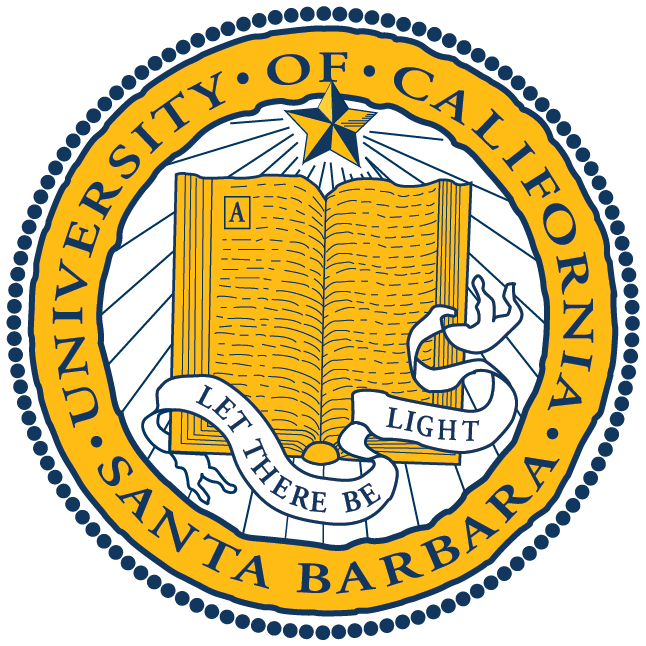 UNIVERSITY • OF • CALIFORNIA
• SANTA BARBARA •
A
LET THERE BE
LIGHT